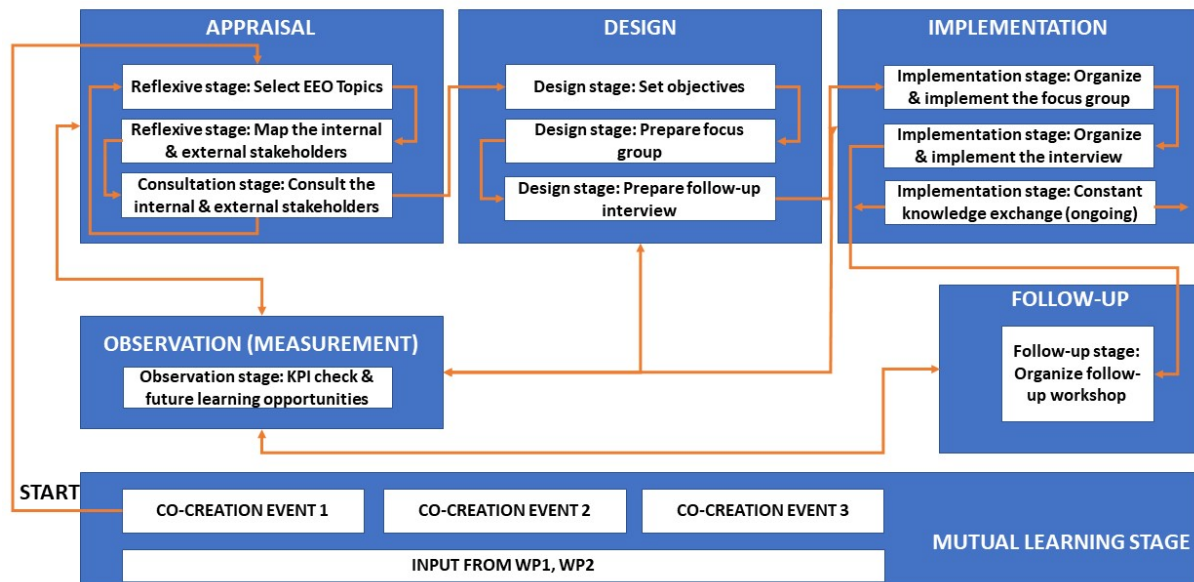 APPRAISAL
Reflexive stage: Select EEO Topics
Reflexive stage: Map the internal
& external stakeholders
Consultation stage: Consult the
internal & external stakeholders
DESIGN
Design stage: Set objectives
Design stage: Prepare focus
group
Design stage: Prepare follow-up
interview
IMPLEMENTATION
Implementation stage: Organize
& implement the focus group
Implementation stage: Organize
& implement the interview
Implementation stage: Constant
knowledge exchange (ongoing)
OBSERVATION (MEASUREMENT)
Observation stage: KPI check &
future learning opportunities
FOLLOW-UP
Follow-up stage:
Organize follow-
up workshop
START
CO-CREATION EVENT 1
CO-CREATION EVENT 2
CO-CREATION EVENT 3
MUTUAL LEARNING STAGE
INPUT FROM WP1, WP2